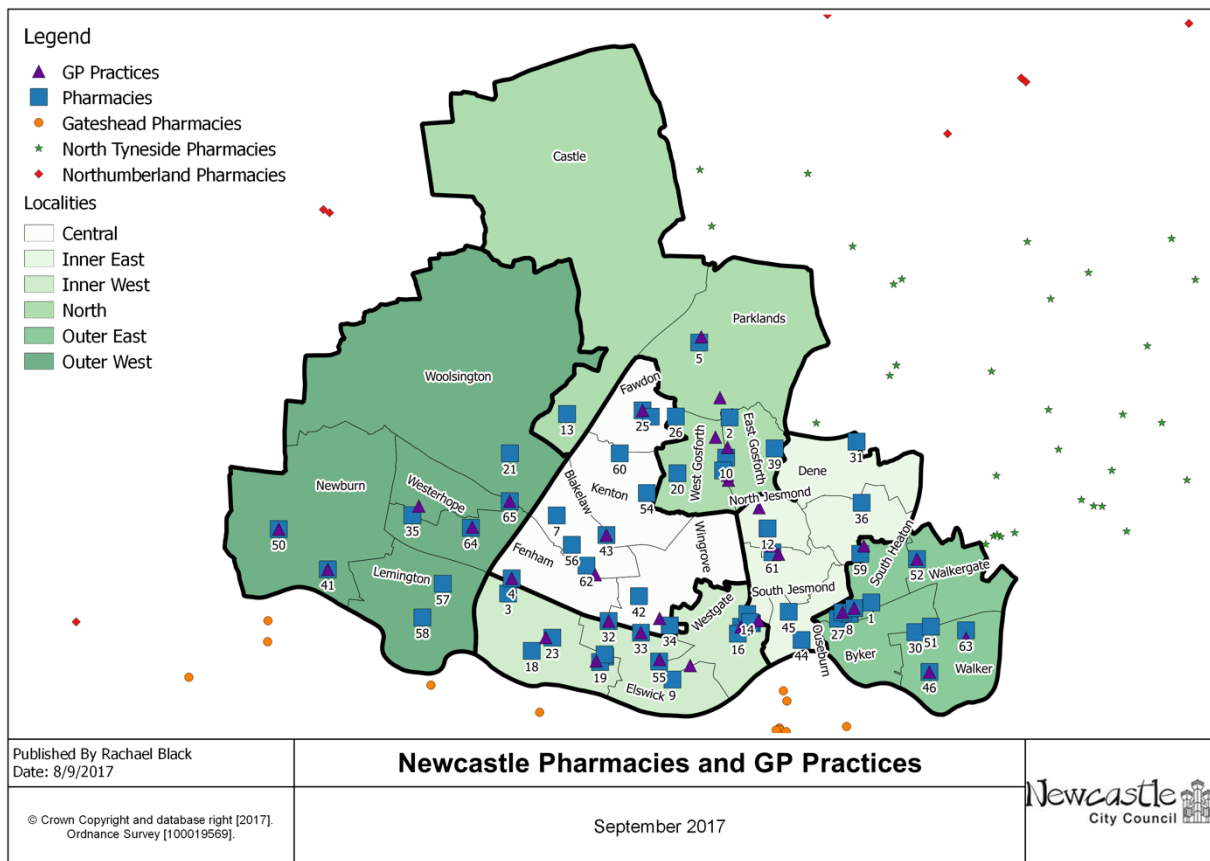 Legend
GP Practices
Pharmacies
Gateshead Pharmacies
North Tyneside Pharmacies
Northumberland Pharmacies
Localities
Central
Inner East
Inner West
North
Outer East
Outer West
Castle
Parklands
5
Woolsington
Fawdon
13
25
26
2
East Gosforth
West Gosforth
39
31
Dene
21
60
10
20
Newburn
Westerhope
Blakelaw
Kenton
54
North Jesmond
36
65
35
64
50
7
56
43
Wingrove
12
61
59
South Heaton
52
Walkergate
Fenham
62
41
Lemington
57
4
3
42
South Jesmond
58
Westgate
14
45
27
8
1
32
33
34
16
44
Ouseburn
Byker
30
51
63
18
23
19
55
Elswick
9
46
Walker
Published By Rachael Black
Date: 8/9/2017
Newcastle Pharmacies and GP Practices
© Crown Copyright and database right [2017].
Ordnance Survey [100019569].
September 2017
Newcastle
City Council